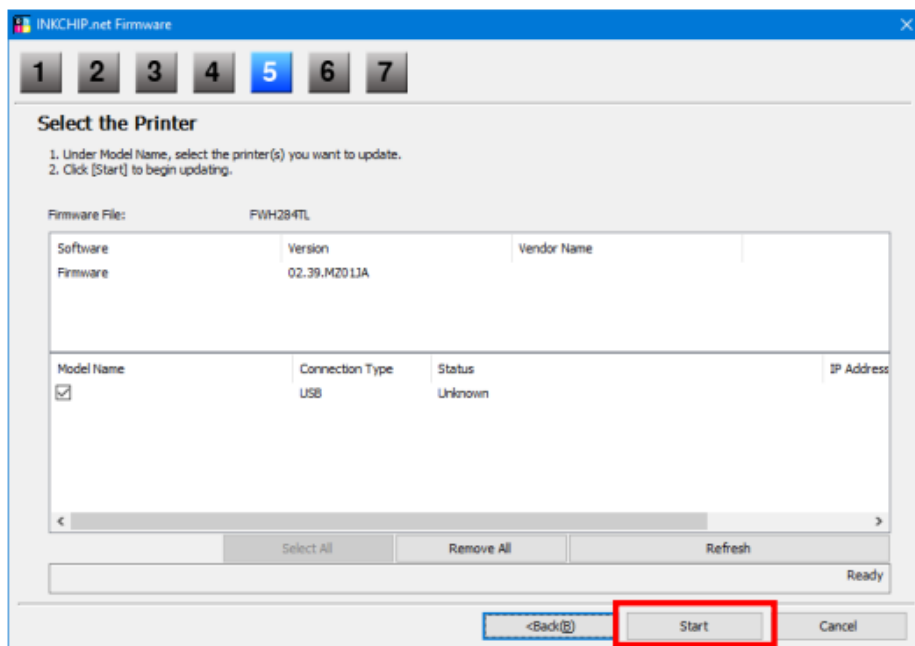 INKCHIP.net Firmware
1 2 3 4 5 6 7
Select the Printer
1. Under Model Name, select the printer(s) you want to update.
2. Click [Start] to begin updating.
Firmware File: FWH284TL
Software Version Vendor Name
Firmware 02.39.MZ01JA
Model Name Connection Type Status IP Address
USB Unknown
Select All Remove All Refresh
Ready
<Back(B) Start Cancel